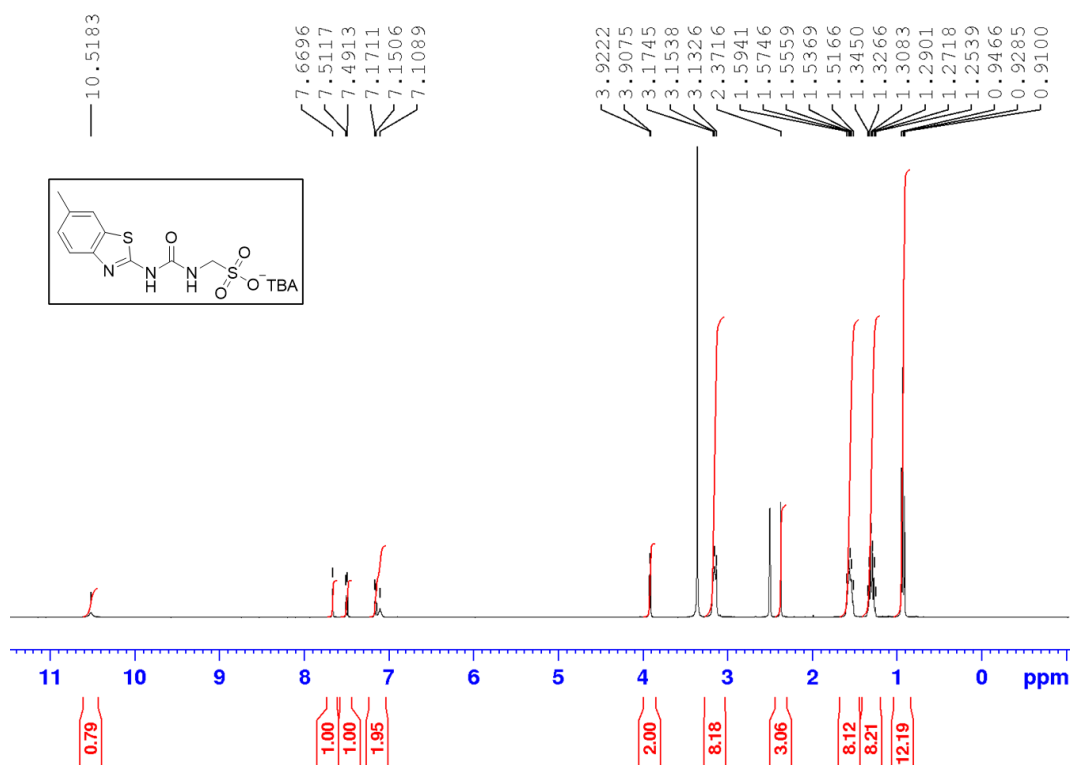 10.5183
7.6696
7.5117
7.4913
7.1711
7.1506
7.1089
3.9222
3.9075
3.1745
3.1538
3.1326
2.3716
1.5941
1.5746
1.5559
1.5369
1.5166
1.3450
1.3266
1.3083
1.2901
1.2718
1.2539
0.9466
0.9285
0.9100
S
N
N
H
O
N
H
S
O
O
O⁻
TBA
11 10 9 8 7 6 5 4 3 2 1 0 ppm
0.79
1.00
1.00
1.95
2.00
8.18
3.06
8.12
8.21
12.19